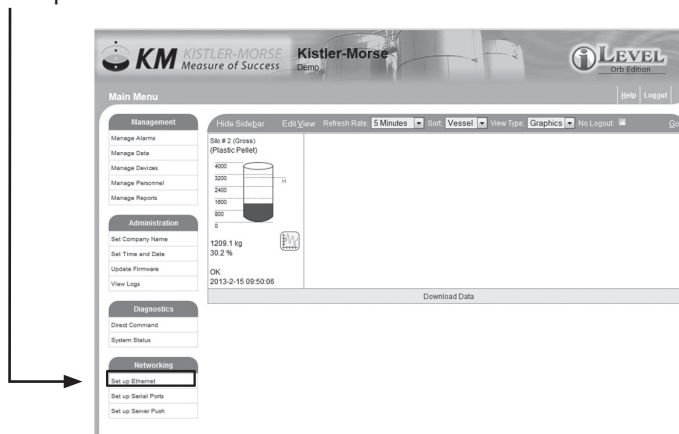 KM KISTLER-MORSE
Measure of Success
Kistler-Morse
Demo
iLEVEL
Orb Edition
Main Menu
Help Logout
Management
Manage Alarms
Manage Data
Manage Devices
Manage Personnel
Manage Reports
Administration
Set Company Name
Set Time and Date
Update Firmware
View Logs
Diagnostics
Direct Command
System Status
Networking
Set up Ethernet
Set up Serial Ports
Set up Server Push
Hide Sidebar Edit View Refresh Rate: 5 Minutes Sort: Vessel View Type: Graphics No Logout: Go
Silo # 2 (Gross)
(Plastic Pellet)
4000
3200
H
2400
1600
800
0
1209.1 kg
30.2 %
OK
2013-2-15 09:50:06
Download Data